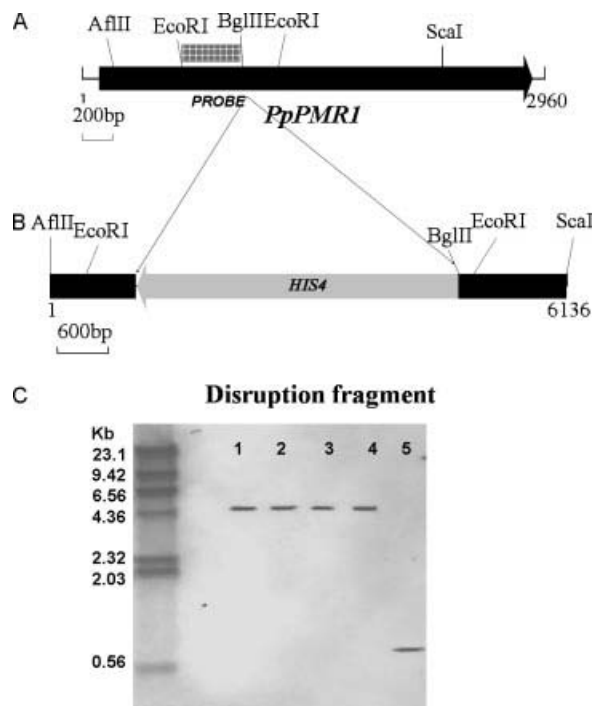 A
AflII
EcoRI
BglII
EcoRI
ScaI
1
PROBE
PpPMR1
2960
200bp
B
AflII
EcoRI
BglII
EcoRI
ScaI
HIS4
1
6136
600bp
C
Disruption fragment
Kb
1 2 3 4 5
23.1
9.42
6.56
4.36
2.32
2.03
0.56